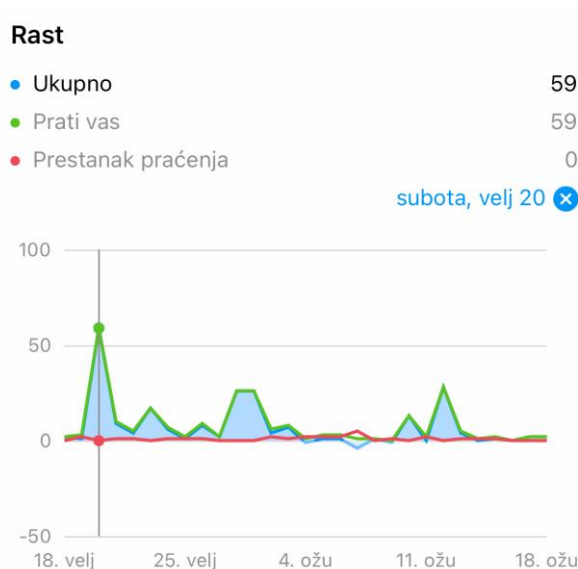 Rast
Ukupno 59
Prati vas 59
Prestanak praćenja 0
subota, velj 20
100
50
0
-50
18. velj 25. velj 4. ožu 11. ožu 18. ožu